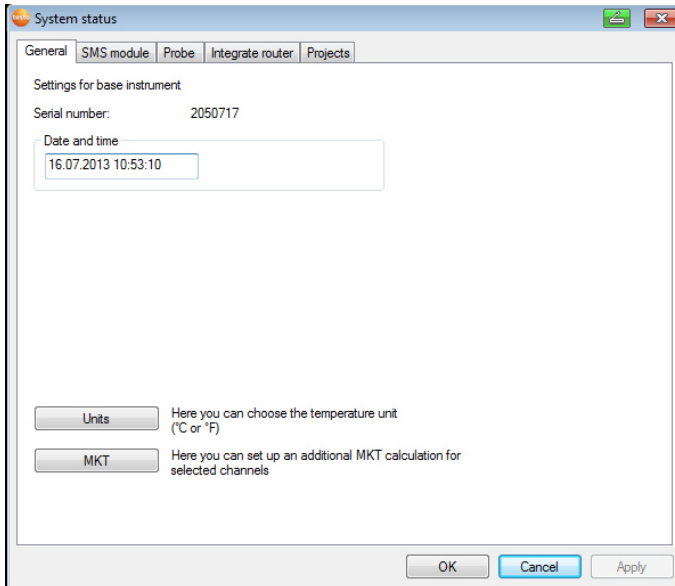 testo System status
General SMS module Probe Integrate router Projects
Settings for base instrument
Serial number: 2050717
Date and time
16.07.2013 10:53:10
Units Here you can choose the temperature unit
(°C or °F)
MKT Here you can set up an additional MKT calculation for
selected channels
OK Cancel Apply